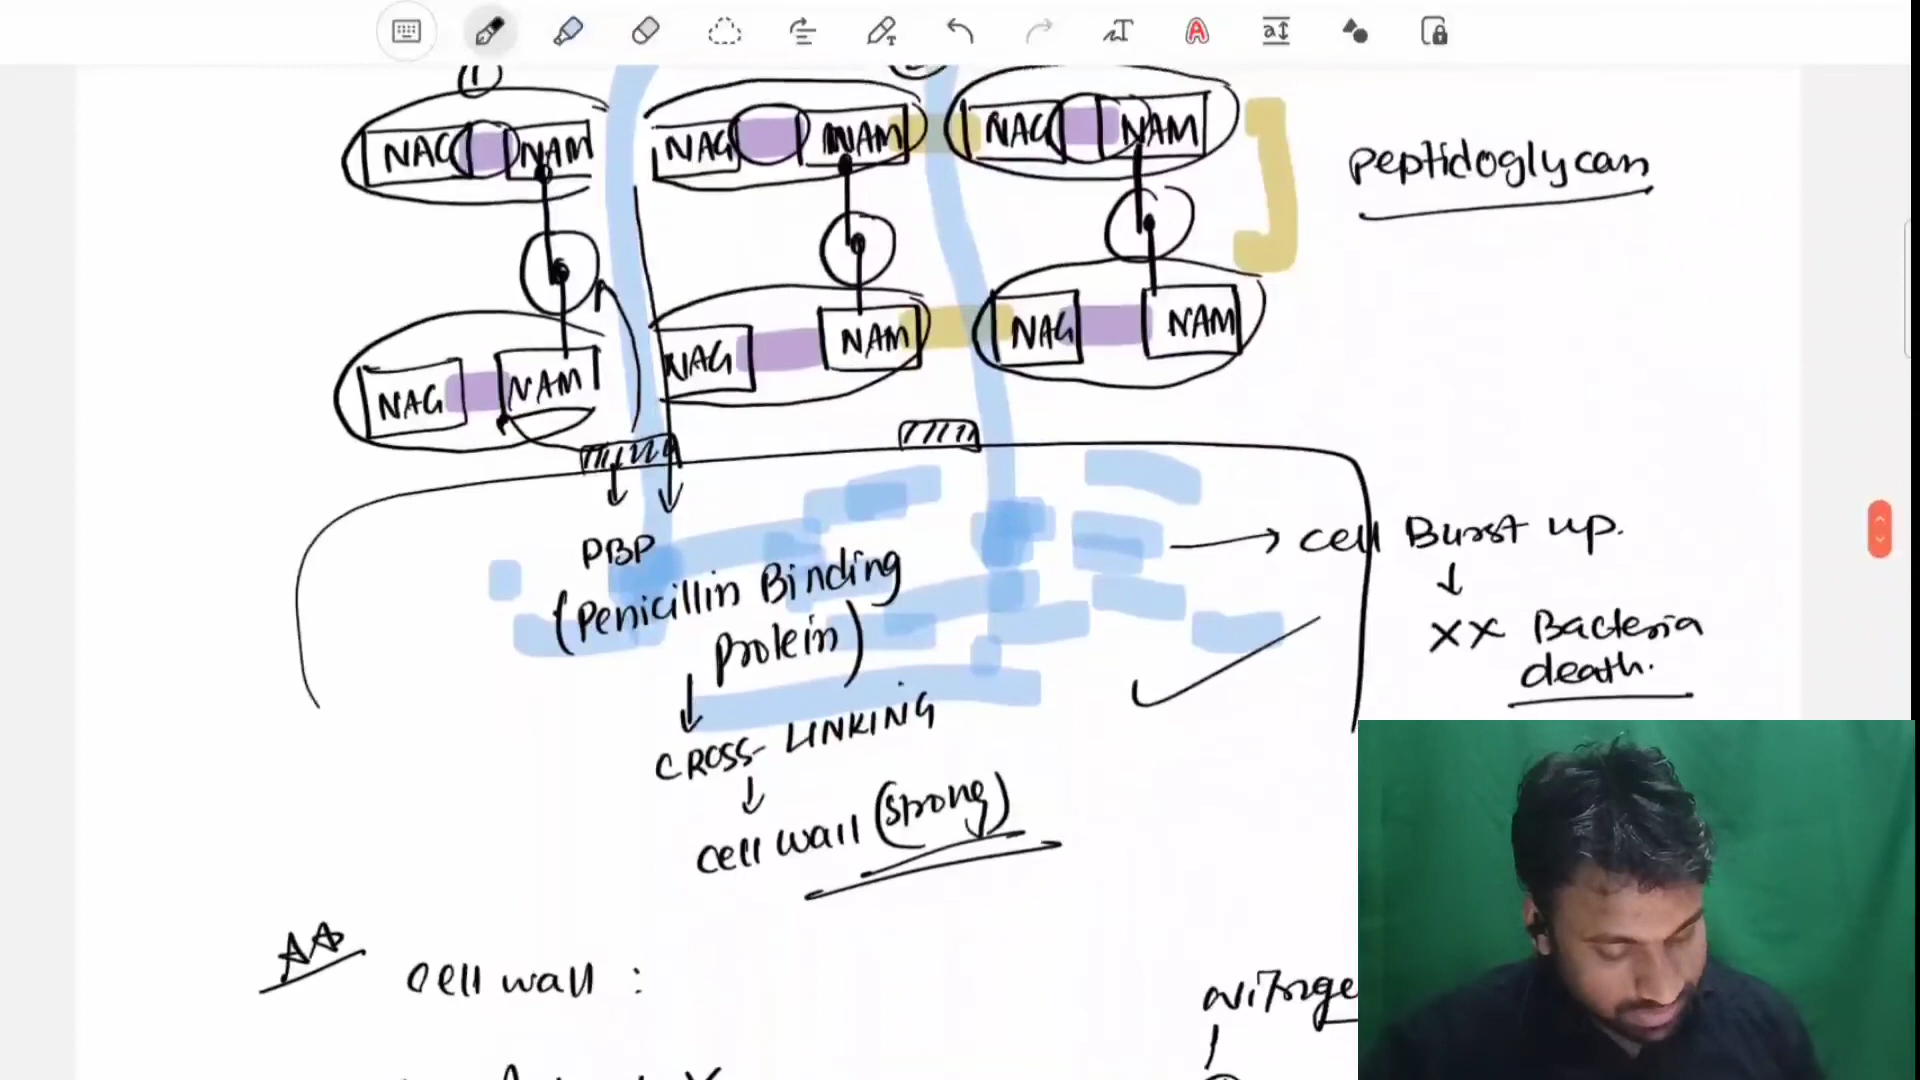 (1)
NAG NAM NAG NAM NAG NAM
peptidoglycan
NAG NAM NAG NAM NAG NAM
PBP
(Penicillin Binding
Protein)
→ cell Burst up.
↓
XX Bacteria
death.
↓
CROSS-LINKING
↓
cell wall (strong)
cell wall :